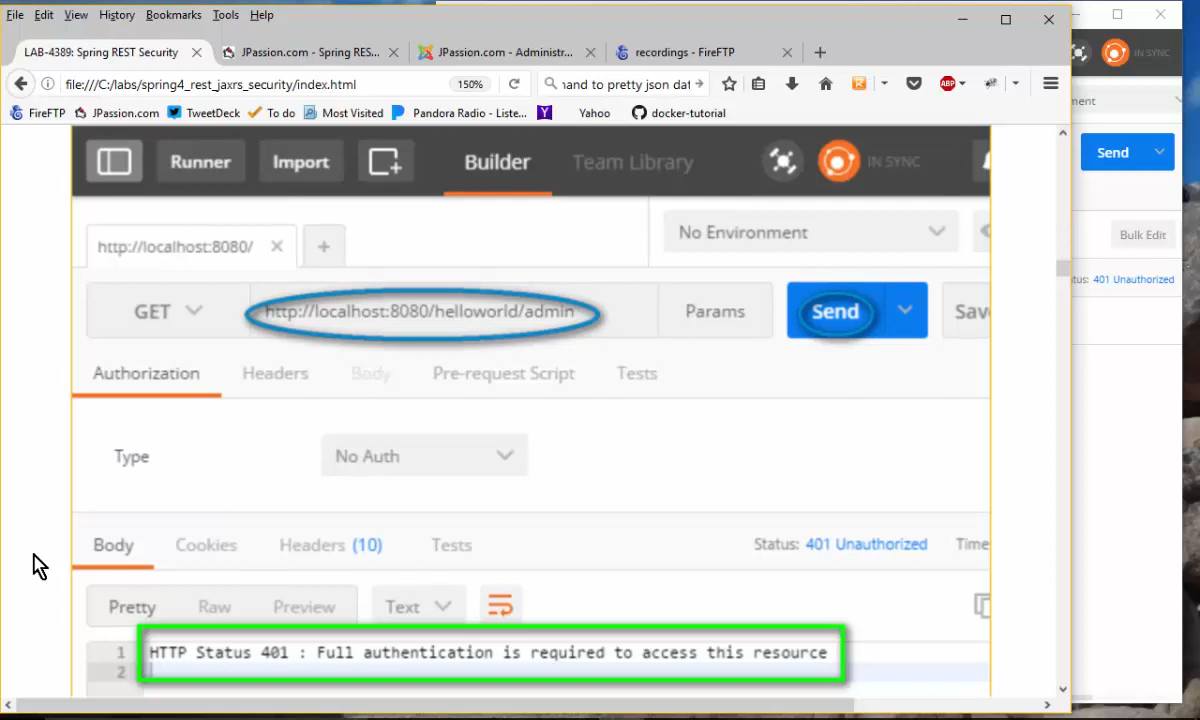 File Edit View History Bookmarks Tools Help
LAB-4389: Spring REST Security JPassion.com - Spring RES... JPassion.com - Administr... recordings - FireFTP
file:///C:/labs/spring4_rest_jaxrs_security/index.html 150% hand to pretty json dat
FireFTP JPassion.com TweetDeck To do Most Visited Pandora Radio - Liste... Yahoo docker-tutorial
IN SYNC
ment
Runner Import Builder Team Library IN SYNC
Send
http://localhost:8080/ No Environment
Bulk Edit
tus: 401 Unauthorized
GET http://localhost:8080/helloworld/admin Params Send Save
Authorization Headers Body Pre-request Script Tests
Type No Auth
Body Cookies Headers (10) Tests Status: 401 Unauthorized Time
Pretty Raw Preview Text
1 HTTP Status 401 : Full authentication is required to access this resource
2